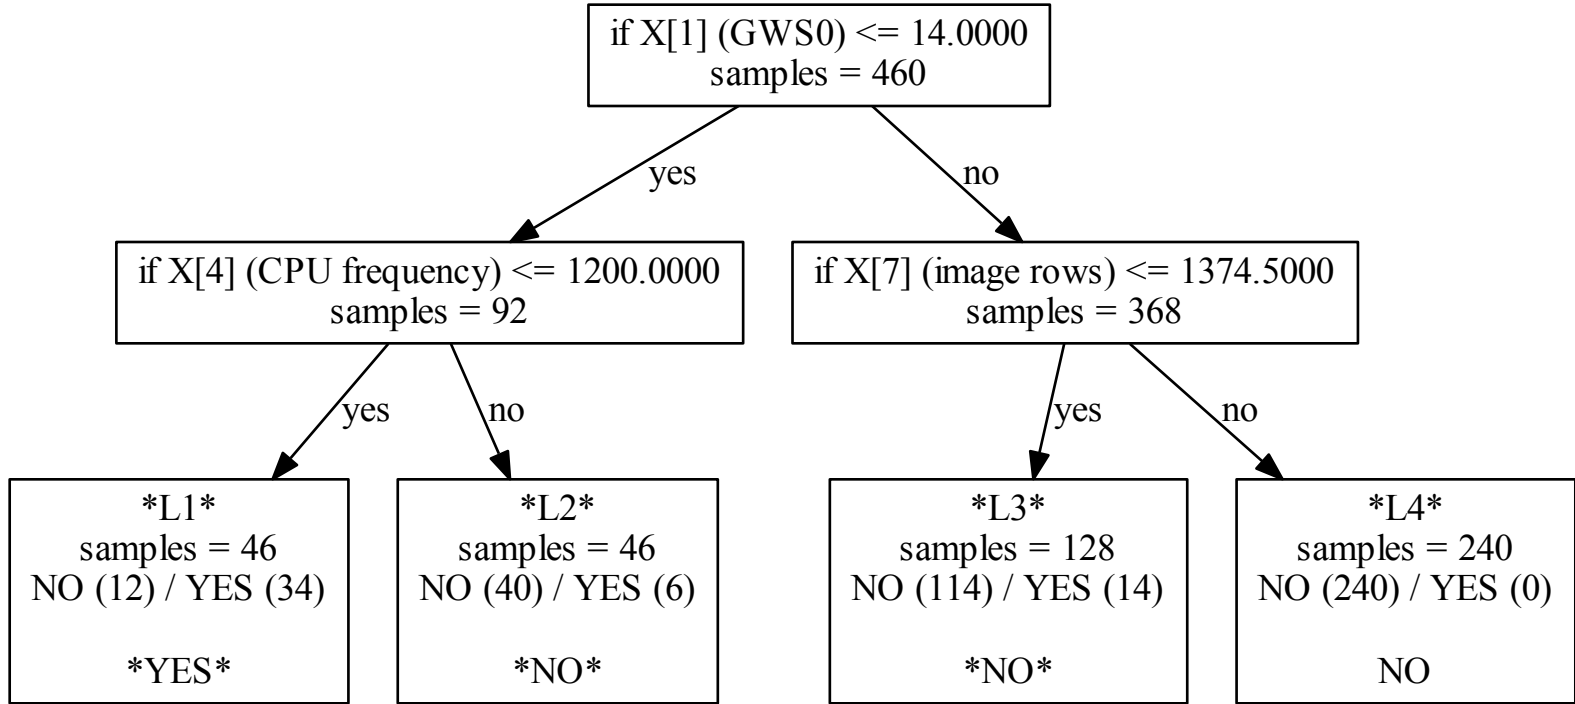 if X[1] (GWS0) <= 14.0000
samples = 460
yes
no
if X[4] (CPU frequency) <= 1200.0000
samples = 92
if X[7] (image rows) <= 1374.5000
samples = 368
yes
no
yes
no
*L1*
samples = 46
NO (12) / YES (34)
*YES*
*L2*
samples = 46
NO (40) / YES (6)
*NO*
*L3*
samples = 128
NO (114) / YES (14)
*NO*
*L4*
samples = 240
NO (240) / YES (0)
NO